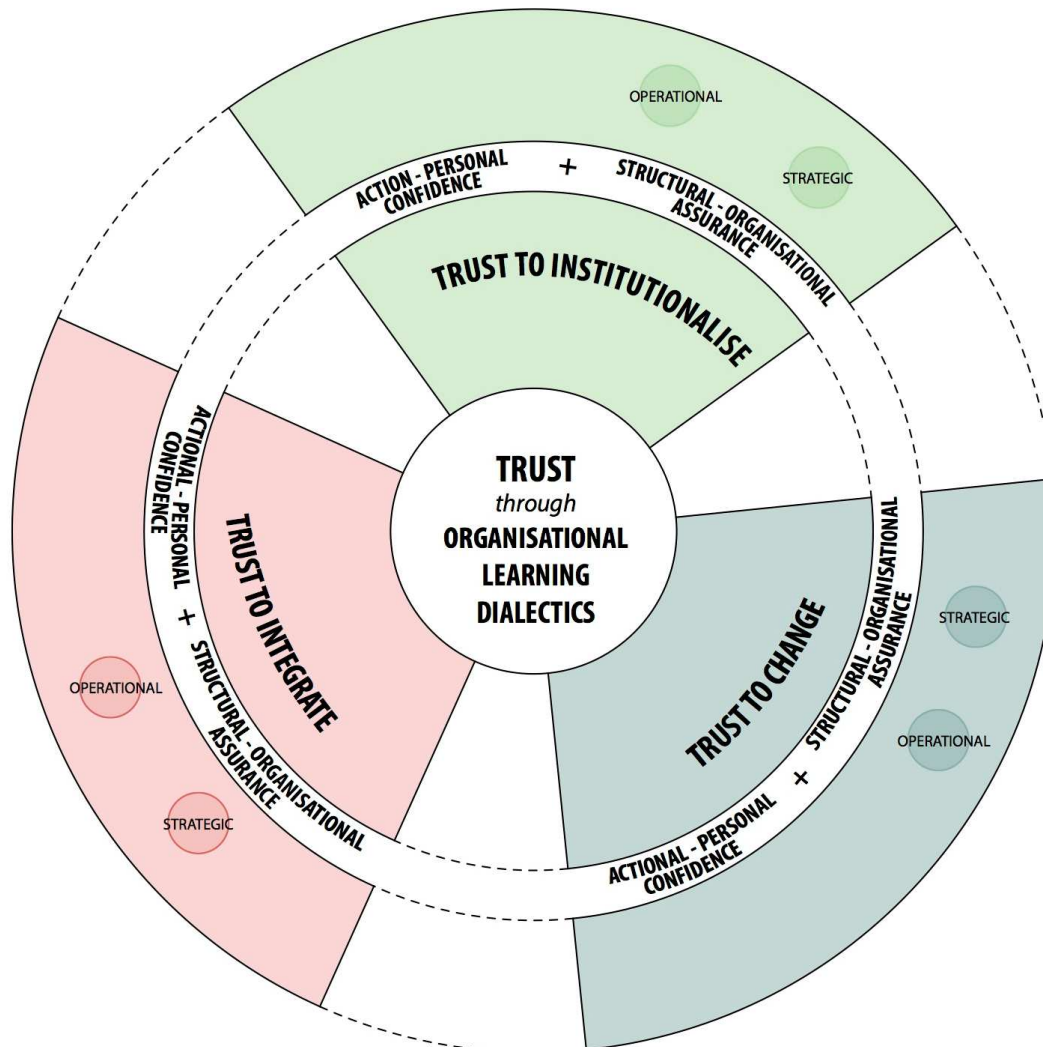 OPERATIONAL
STRATEGIC
ACTION - PERSONAL
CONFIDENCE
+
STRUCTURAL - ORGANISATIONAL
ASSURANCE
TRUST TO INSTITUTIONALISE
TRUST
through
ORGANISATIONAL
LEARNING
DIALECTICS
ACTIONAL - PERSONAL
CONFIDENCE
+
STRUCTURAL - ORGANISATIONAL
ASSURANCE
TRUST TO INTEGRATE
OPERATIONAL
STRATEGIC
TRUST TO CHANGE
STRUCTURAL - ORGANISATIONAL
ASSURANCE
+
ACTIONAL - PERSONAL
CONFIDENCE
STRATEGIC
OPERATIONAL